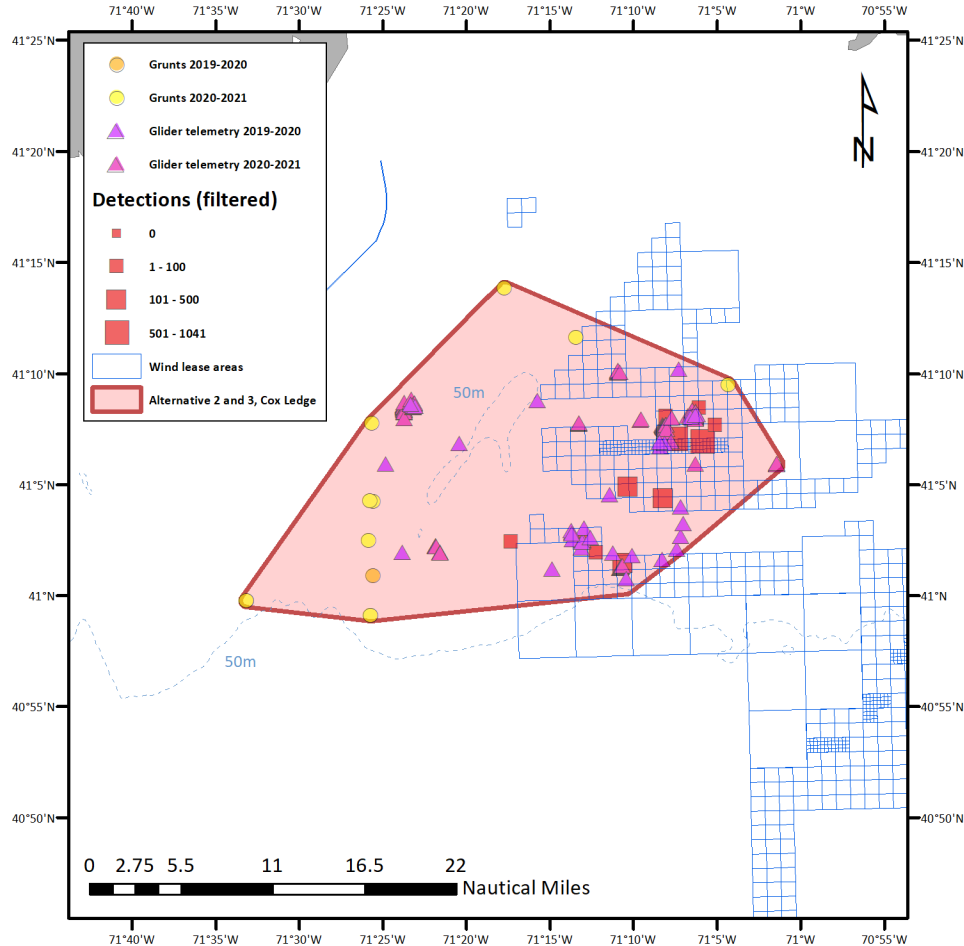 71°40'W 71°35'W 71°30'W 71°25'W 71°20'W 71°15'W 71°10'W 71°5'W 71°W 70°55'W
41°25'N 41°25'N
Grunts 2019-2020
Grunts 2020-2021
Glider telemetry 2019-2020
Glider telemetry 2020-2021
Detections (filtered)
0
1 - 100
101 - 500
501 - 1041
Wind lease areas
Alternative 2 and 3, Cox Ledge
N
41°20'N 41°20'N
41°15'N 41°15'N
41°10'N 41°10'N
50m
41°5'N 41°5'N
41°N 41°N
50m
40°55'N 40°55'N
40°50'N 40°50'N
0 2.75 5.5 11 16.5 22
Nautical Miles
71°40'W 71°35'W 71°30'W 71°25'W 71°20'W 71°15'W 71°10'W 71°5'W 71°W 70°55'W